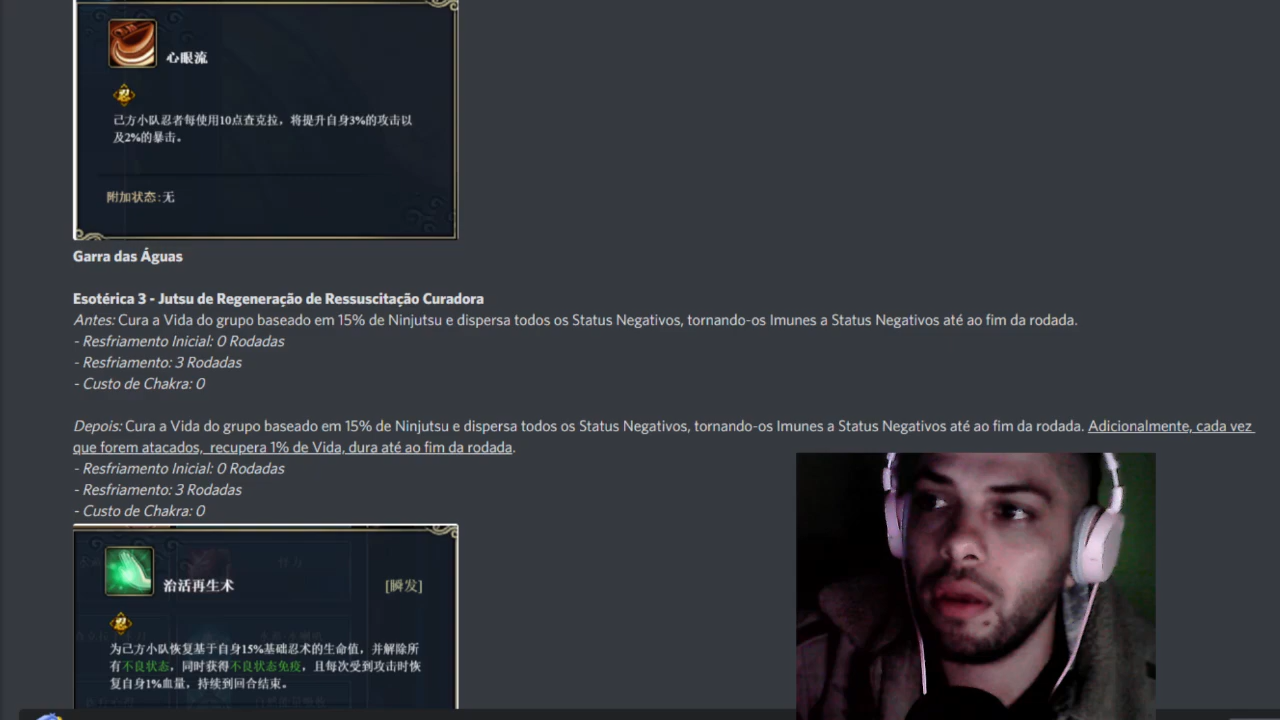 心眼流
忍
己方小队忍者每使用10点查克拉，将提升自身3%的攻击以
及2%的暴击。
附加状态:无
Garra das Águas
Esotérica 3 - Jutsu de Regeneração de Ressuscitação Curadora
Antes: Cura a Vida do grupo baseado em 15% de Ninjutsu e dispersa todos os Status Negativos, tornando-os Imunes a Status Negativos até ao fim da rodada.
- Resfriamento Inicial: 0 Rodadas
- Resfriamento: 3 Rodadas
- Custo de Chakra: 0
Depois: Cura a Vida do grupo baseado em 15% de Ninjutsu e dispersa todos os Status Negativos, tornando-os Imunes a Status Negativos até ao fim da rodada. Adicionalmente, cada vez
que forem atacados, recupera 1% de Vida, dura até ao fim da rodada.
- Resfriamento Inicial: 0 Rodadas
- Resfriamento: 3 Rodadas
- Custo de Chakra: 0
治活再生术 [瞬发]
忍
为己方小队恢复基于自身15%基础忍术的生命值，并解除所
有不良状态，同时获得不良状态免疫，且每次受到攻击时恢
复自身1%血量，持续到回合结束。